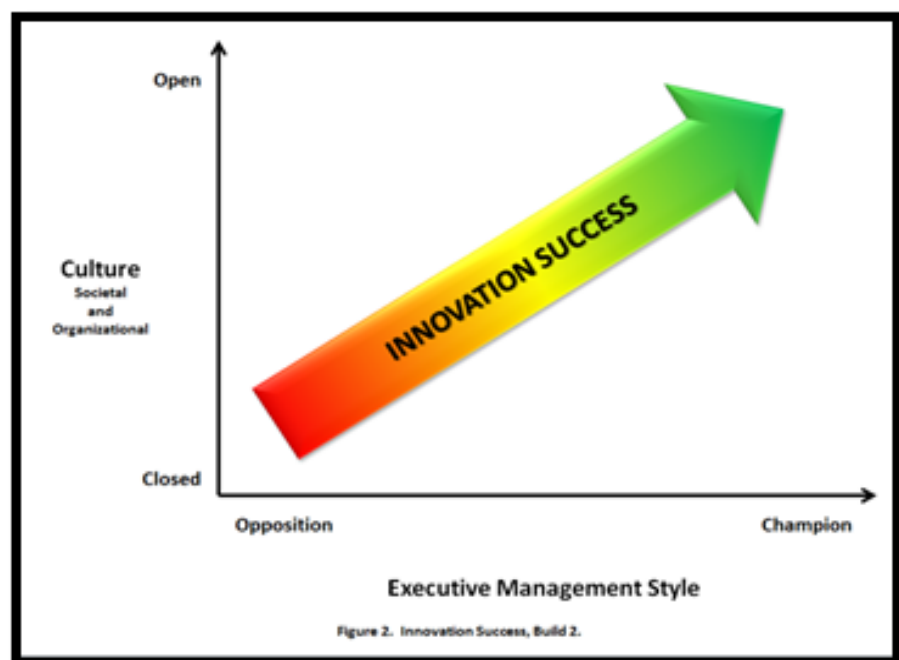 Open
INNOVATION SUCCESS
Culture
Societal
and
Organizational
Closed
Opposition
Champion
Executive Management Style
Figure 2. Innovation Success, Build 2.